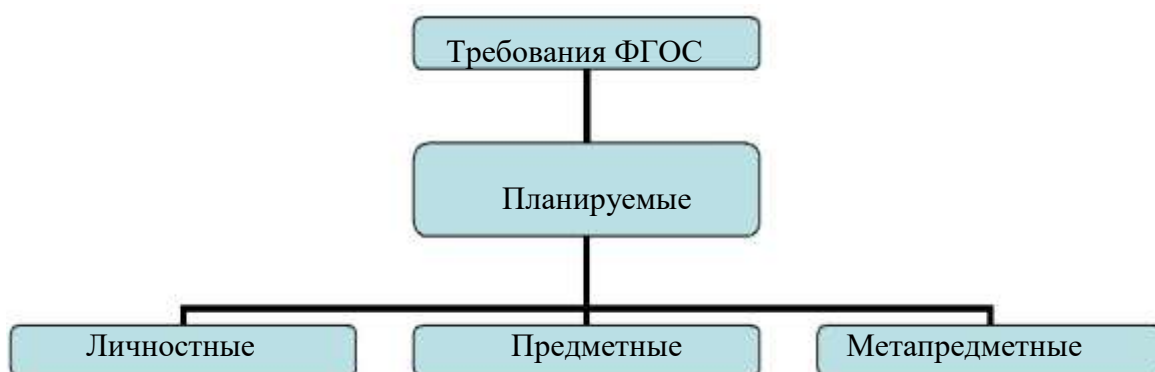 Требования ФГОС
Планируемые
Личностные
Предметные
Метапредметные